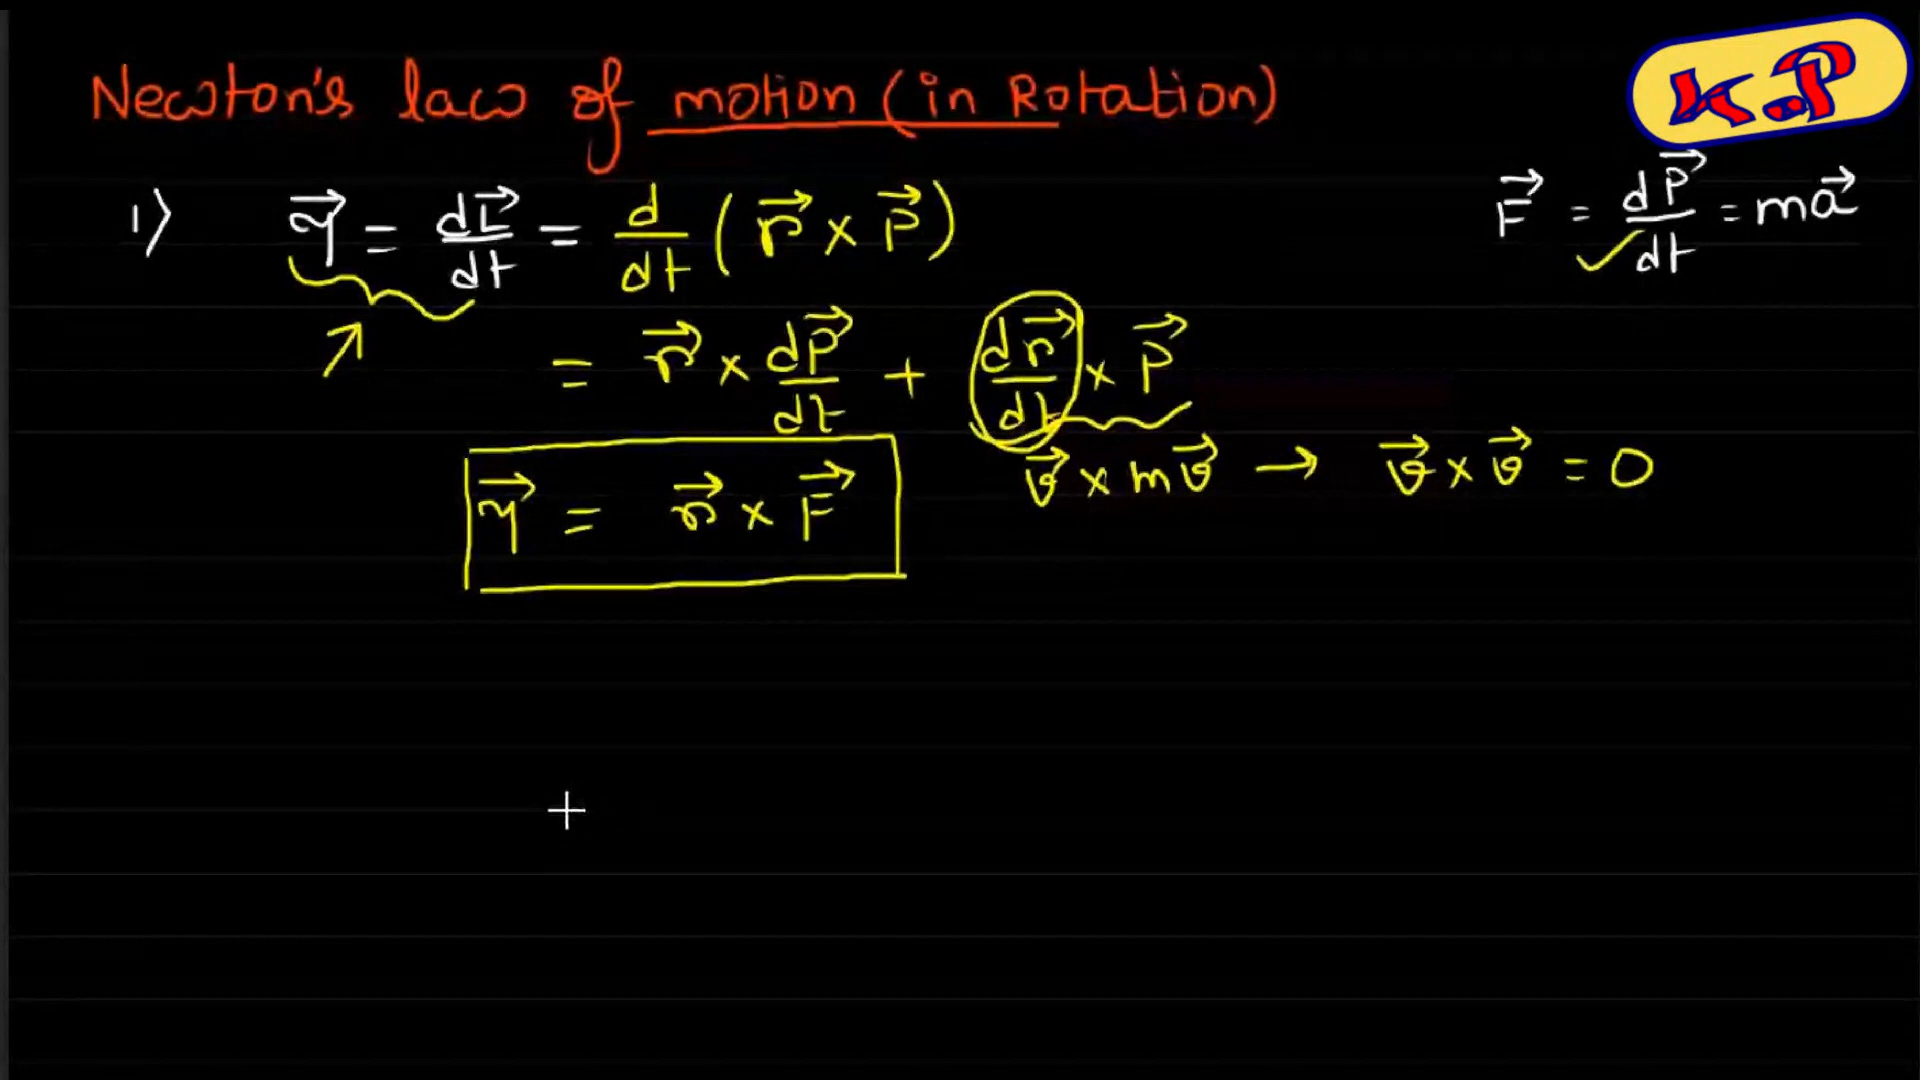 K.P
Newton's law of motion (in Rotation)
1) τ⃗ = dL⃗/dt = d/dt (r⃗ × P⃗)
F⃗ = dP⃗/dt = ma⃗
= r⃗ × dP⃗/dt + dr⃗/dt × P⃗
v⃗ × mv⃗ → v⃗ × v⃗ = 0
τ⃗ = r⃗ × F⃗